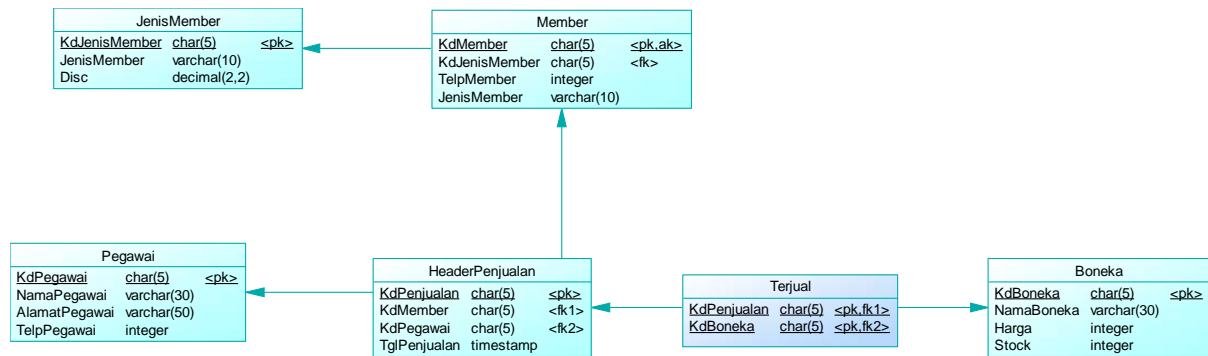 JenisMember
KdJenisMember char(5) <pk>
JenisMember varchar(10)
Disc decimal(2,2)
Member
KdMember char(5) <pk,ak>
KdJenisMember char(5) <fk>
TelpMember integer
JenisMember varchar(10)
Pegawai
KdPegawai char(5) <pk>
NamaPegawai varchar(30)
AlamatPegawai varchar(50)
TelpPegawai integer
HeaderPenjualan
KdPenjualan char(5) <pk>
KdMember char(5) <fk1>
KdPegawai char(5) <fk2>
TglPenjualan timestamp
Terjual
KdPenjualan char(5) <pk,fk1>
KdBoneka char(5) <pk,fk2>
Boneka
KdBoneka char(5) <pk>
NamaBoneka varchar(30)
Harga integer
Stock integer